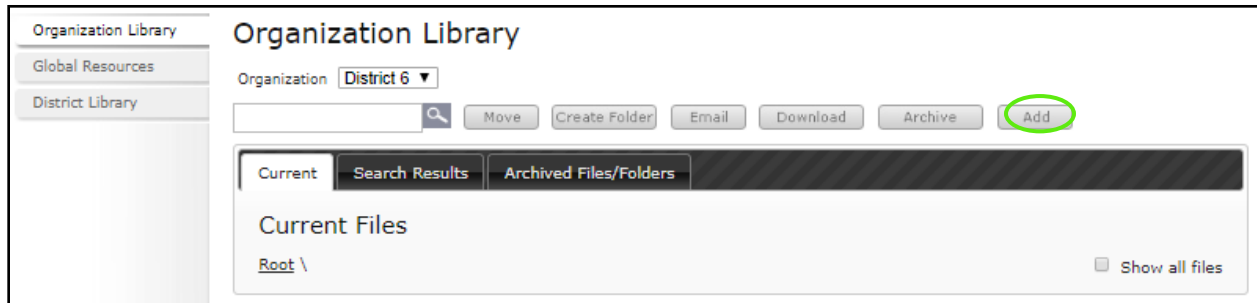 Organization Library
Global Resources
District Library
Organization Library
Organization District 6 ▼
Move Create Folder Email Download Archive Add
Current Search Results Archived Files/Folders
Current Files
Root \
Show all files